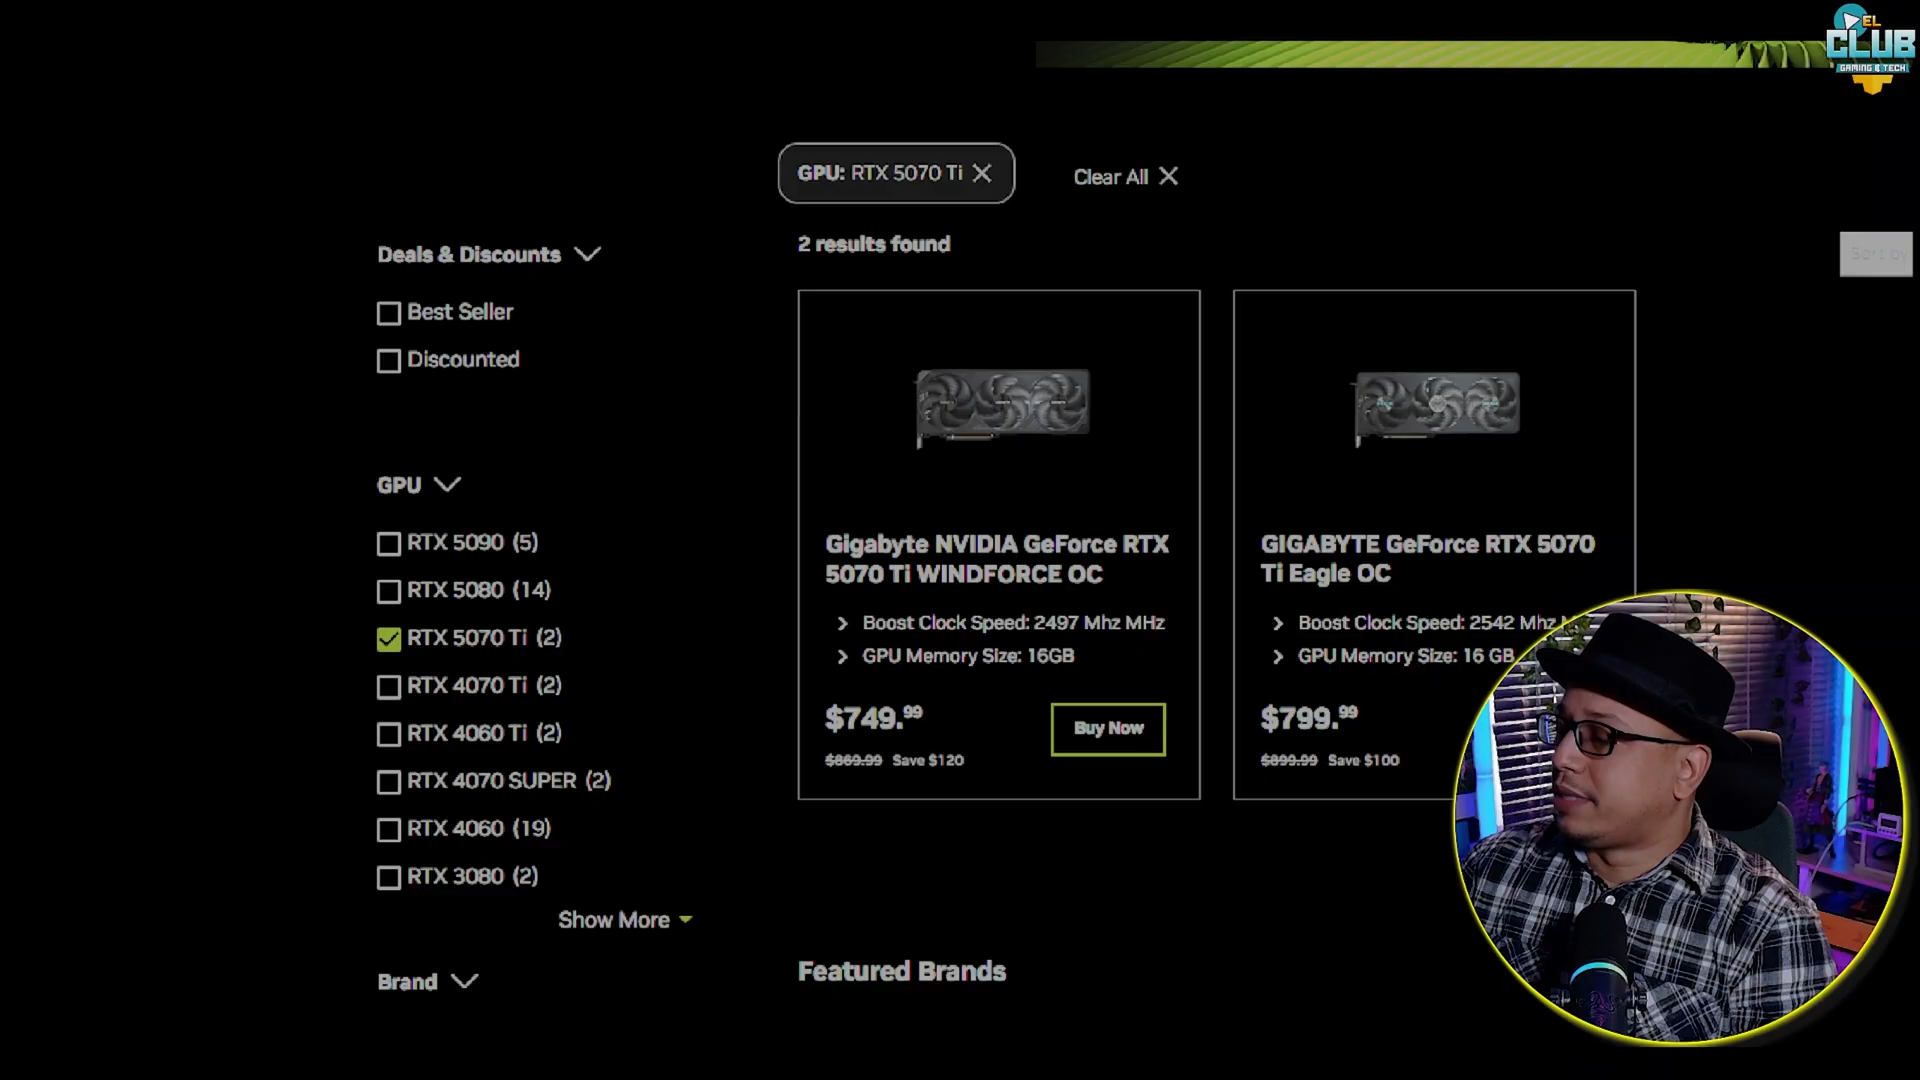 EL
CLUB
GAMING & TECH
GPU: RTX 5070 Ti
Clear All
Deals & Discounts
2 results found
Sort by
Best Seller
Discounted
GPU
RTX 5090 (5)
RTX 5080 (14)
RTX 5070 Ti (2)
RTX 4070 Ti (2)
RTX 4060 Ti (2)
RTX 4070 SUPER (2)
RTX 4060 (19)
RTX 3080 (2)
Show More
Brand
Gigabyte NVIDIA GeForce RTX
5070 Ti WINDFORCE OC
Boost Clock Speed: 2497 Mhz MHz
GPU Memory Size: 16GB
$749.99
Buy Now
$869.99 Save $120
GIGABYTE GeForce RTX 5070
Ti Eagle OC
Boost Clock Speed: 2542 Mhz
GPU Memory Size: 16 GB
$799.99
$899.99 Save $100
Featured Brands